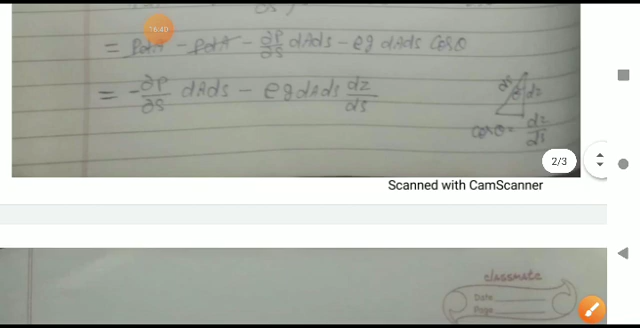 16:40
= PdA - PdA - ∂P/∂s dAds - ρg dAds Cosθ
= - ∂P/∂s dAds - ρg dAds dz/ds
ds θ dz
Cosθ = dz/ds
2/3
Scanned with CamScanner
classmate
Date
Page